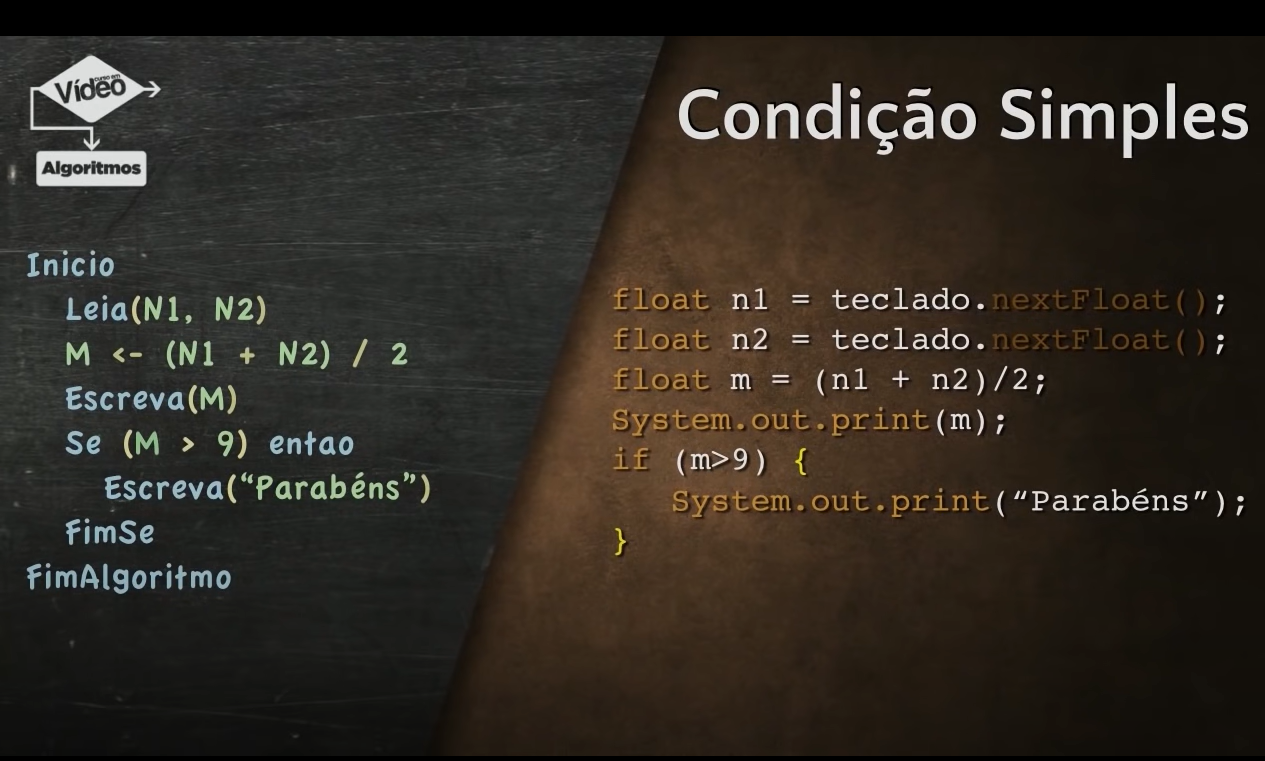 curso em
Vídeo
Algoritmos
Condição Simples
Inicio
Leia(N1, N2)
M <- (N1 + N2) / 2
Escreva(M)
Se (M > 9) entao
Escreva(“Parabéns”)
FimSe
FimAlgoritmo
float n1 = teclado.nextFloat();
float n2 = teclado.nextFloat();
float m = (n1 + n2)/2;
System.out.print(m);
if (m>9) {
System.out.print(“Parabéns”);
}